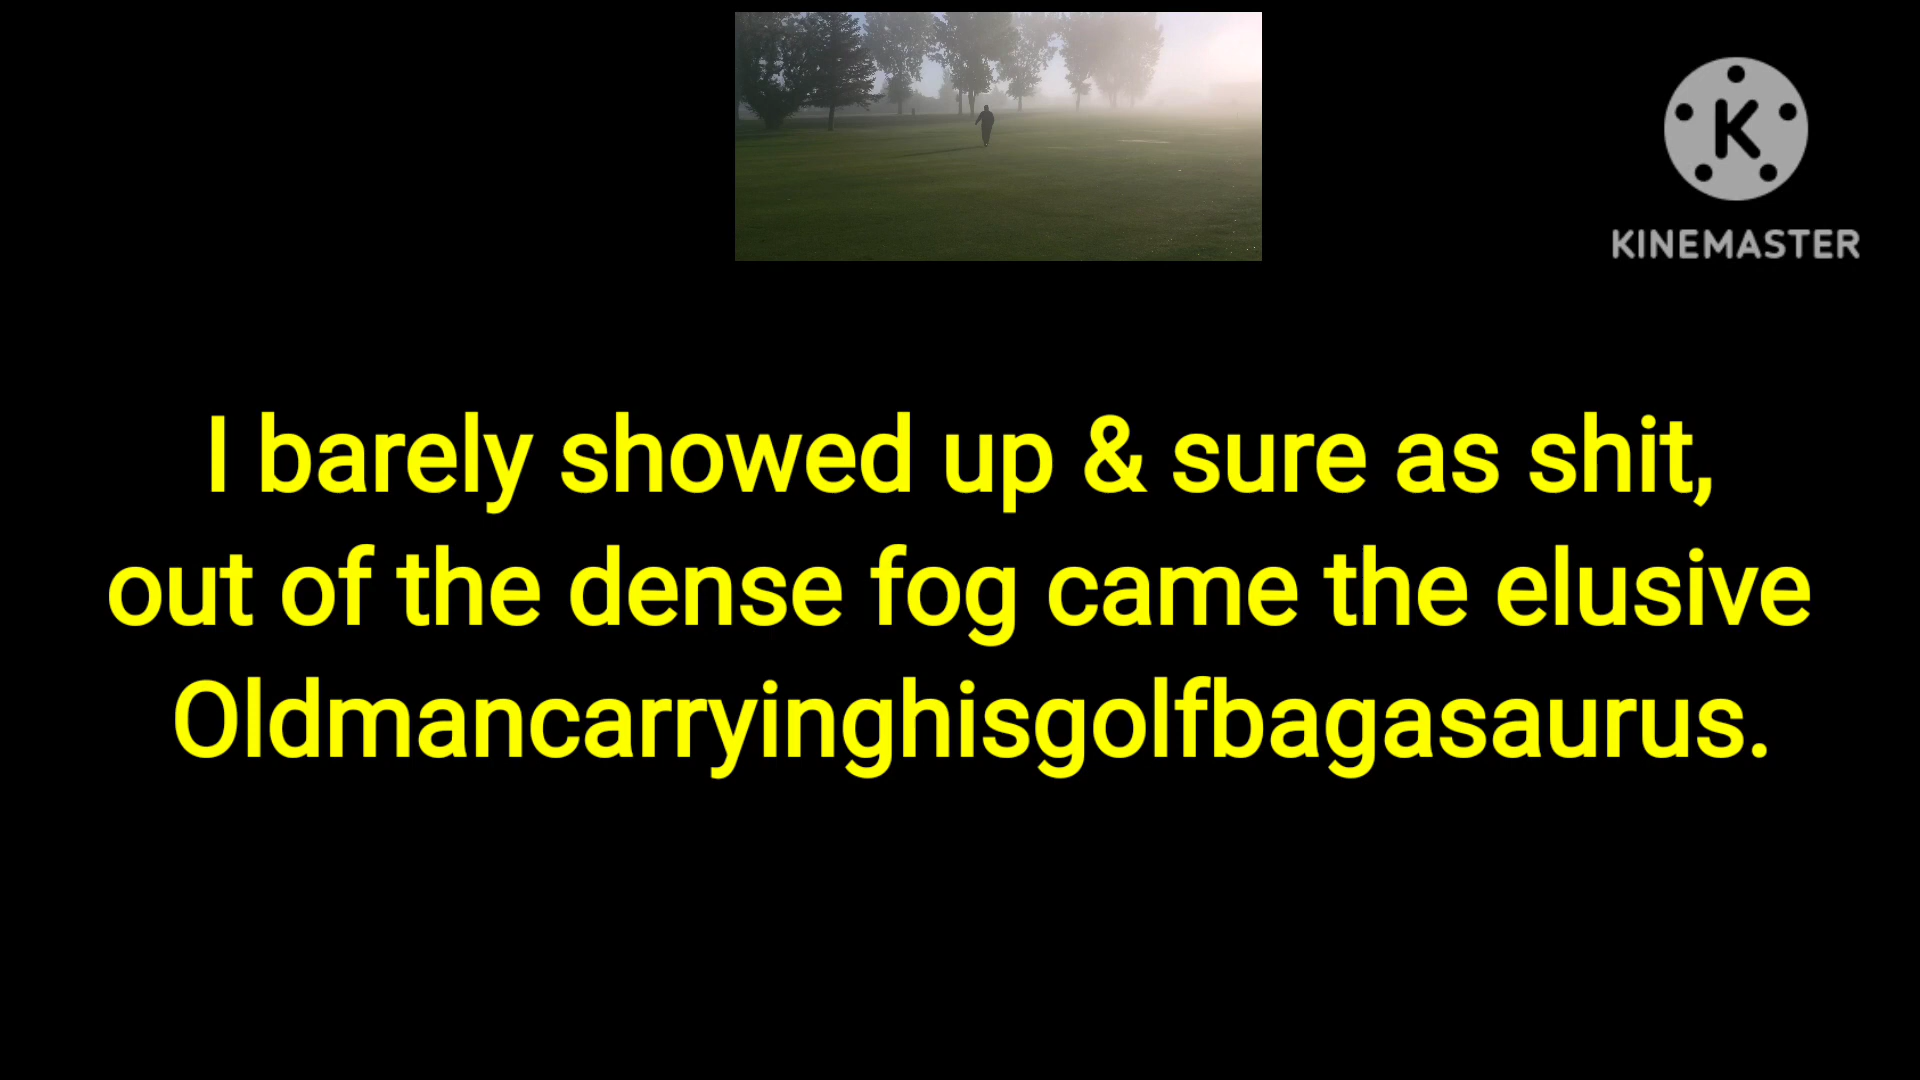 K
KINEMASTER
I barely showed up & sure as shit,
out of the dense fog came the elusive
Oldmancarryinghisgolfbagasaurus.